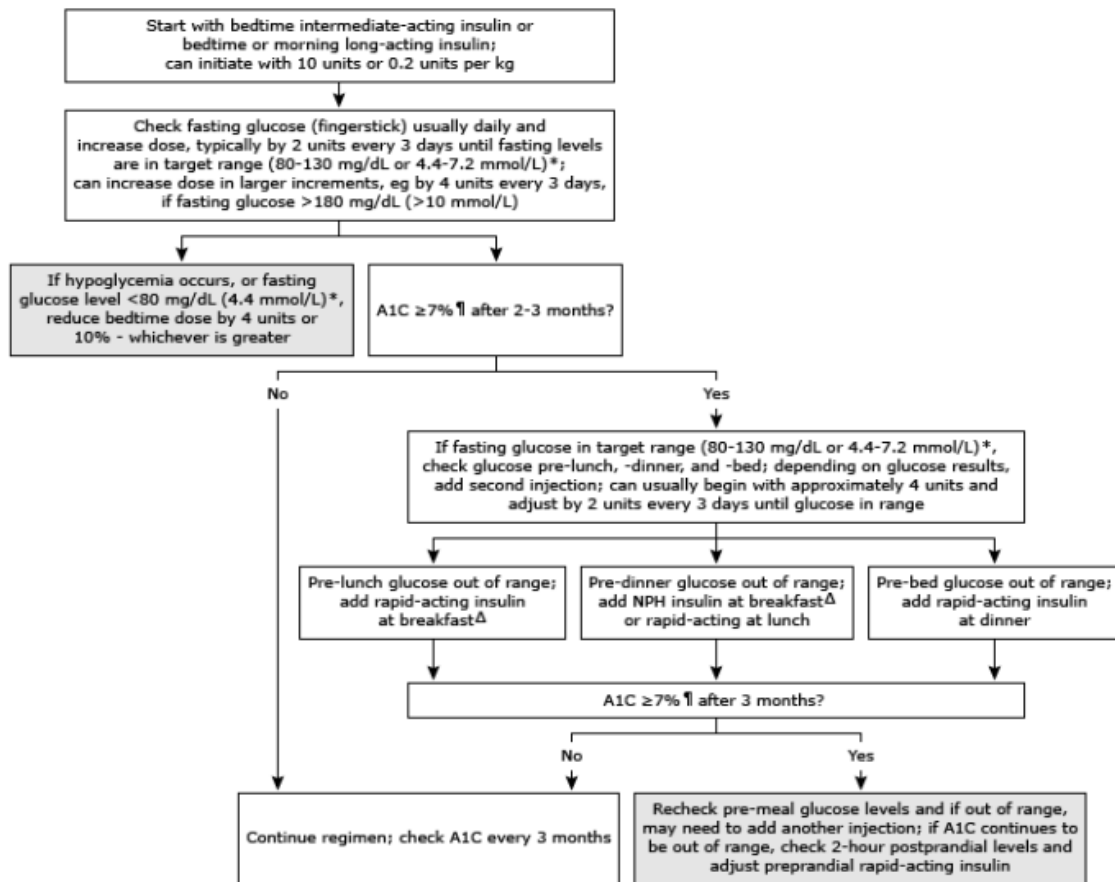 Start with bedtime intermediate-acting insulin or
bedtime or morning long-acting insulin;
can initiate with 10 units or 0.2 units per kg
Check fasting glucose (fingerstick) usually daily and
increase dose, typically by 2 units every 3 days until fasting levels
are in target range (80-130 mg/dL or 4.4-7.2 mmol/L)*;
can increase dose in larger increments, eg by 4 units every 3 days,
if fasting glucose >180 mg/dL (>10 mmol/L)
If hypoglycemia occurs, or fasting
glucose level <80 mg/dL (4.4 mmol/L)*,
reduce bedtime dose by 4 units or
10% - whichever is greater
A1C ≥7%¶ after 2-3 months?
No
Yes
If fasting glucose in target range (80-130 mg/dL or 4.4-7.2 mmol/L)*,
check glucose pre-lunch, -dinner, and -bed; depending on glucose results,
add second injection; can usually begin with approximately 4 units and
adjust by 2 units every 3 days until glucose in range
Pre-lunch glucose out of range;
add rapid-acting insulin
at breakfastΔ
Pre-dinner glucose out of range;
add NPH insulin at breakfastΔ
or rapid-acting at lunch
Pre-bed glucose out of range;
add rapid-acting insulin
at dinner
A1C ≥7%¶ after 3 months?
No
Yes
Continue regimen; check A1C every 3 months
Recheck pre-meal glucose levels and if out of range,
may need to add another injection; if A1C continues to
be out of range, check 2-hour postprandial levels and
adjust preprandial rapid-acting insulin